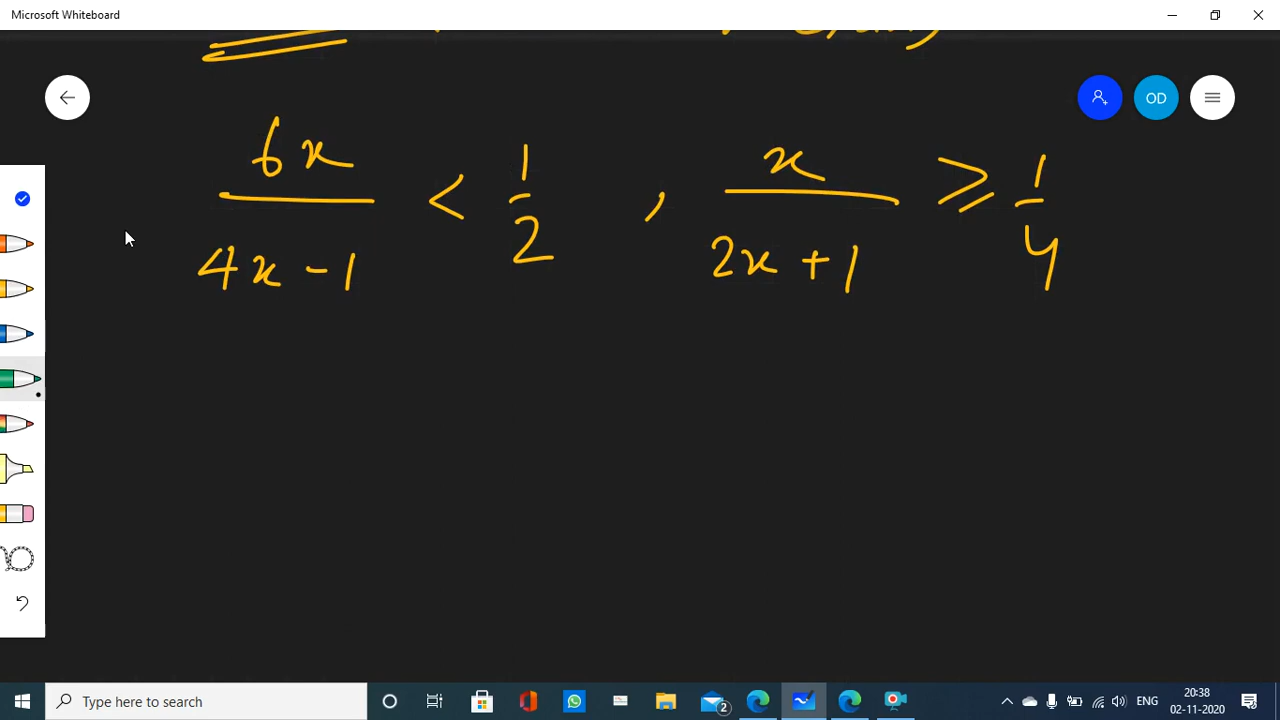 Microsoft Whiteboard
OD
6x/(4x - 1) < 1/2 , x/(2x + 1) ⩾ 1/4
Type here to search
2
ENG
20:38
02-11-2020